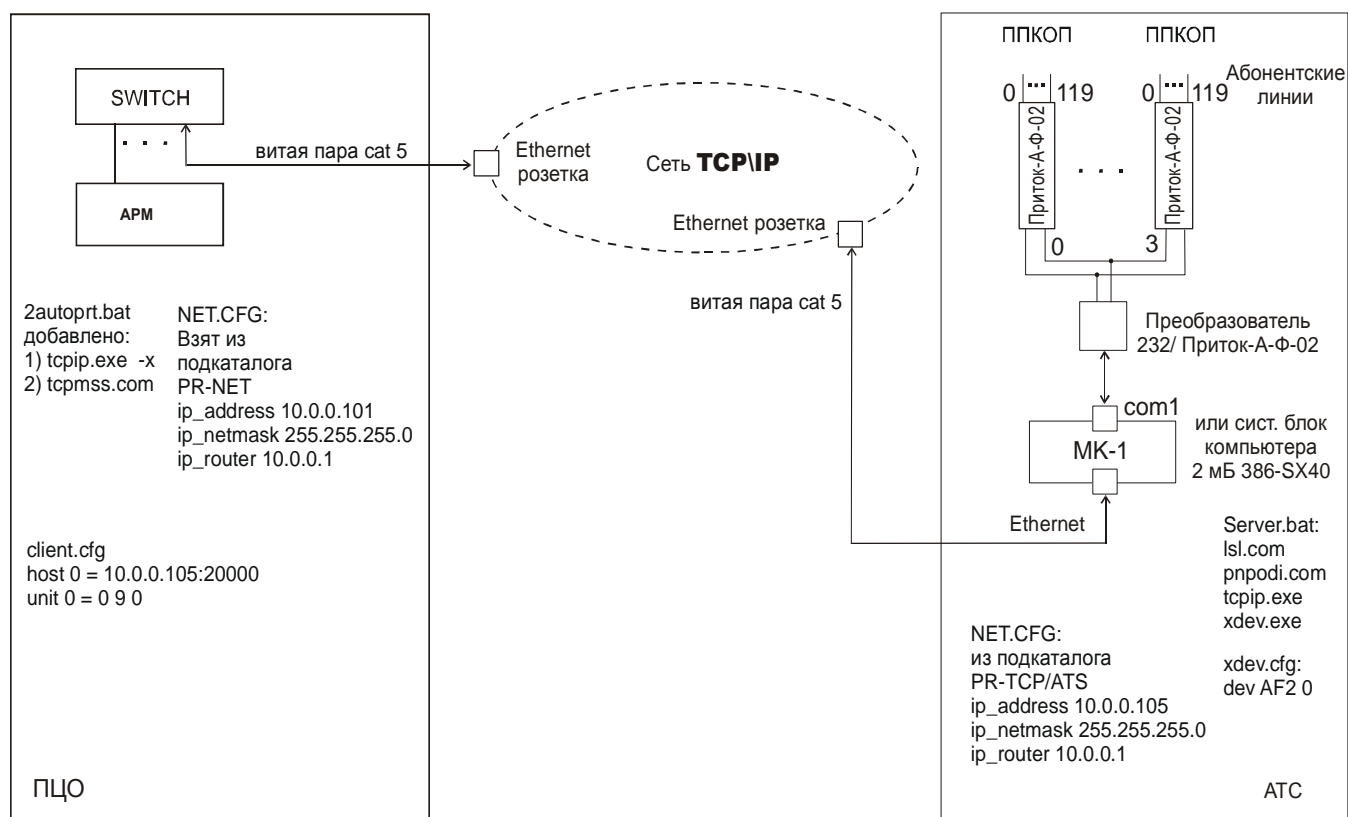 SWITCH
. . .
АРМ
витая пара cat 5
2autoprt.bat
добавлено:
1) tcpip.exe -x
2) tcpmss.com
NET.CFG:
Взят из
подкаталога
PR-NET
ip_address 10.0.0.101
ip_netmask 255.255.255.0
ip_router 10.0.0.1
client.cfg
host 0 = 10.0.0.105:20000
unit 0 = 0 9 0
ПЦО
Ethernet
розетка
Сеть TCP\IP
Ethernet розетка
витая пара cat 5
ППКОП
ППКОП
Абонентские
линии
0 ... 119
0 ... 119
Приток-А-Ф-02
. . .
Приток-А-Ф-02
0
3
Преобразователь
232/ Приток-А-Ф-02
com1
МК-1
или сист. блок
компьютера
2 мБ 386-SX40
Ethernet
Server.bat:
lsl.com
pnpodi.com
tcpip.exe
xdev.exe
xdev.cfg:
dev AF2 0
NET.CFG:
из подкаталога
PR-TCP/ATS
ip_address 10.0.0.105
ip_netmask 255.255.255.0
ip_router 10.0.0.1
АТС